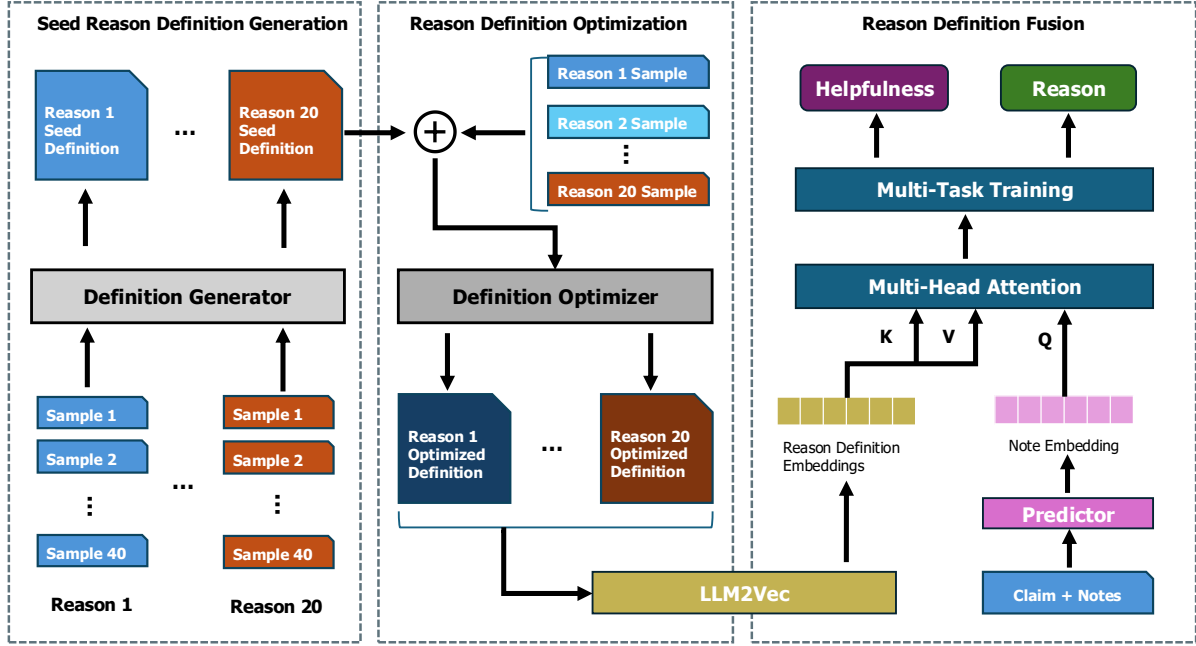 Seed Reason Definition Generation
Reason 1
Seed
Definition
...
Reason 20
Seed
Definition
Definition Generator
Sample 1
Sample 2
...
Sample 40
Reason 1
...
Sample 1
Sample 2
...
Sample 40
Reason 20
Reason Definition Optimization
+
Reason 1 Sample
Reason 2 Sample
...
Reason 20 Sample
Definition Optimizer
Reason 1
Optimized
Definition
...
Reason 20
Optimized
Definition
LLM2Vec
Reason Definition Fusion
Helpfulness
Reason
Multi-Task Training
Multi-Head Attention
K
V
Q
Reason Definition
Embeddings
Note Embedding
Predictor
Claim + Notes